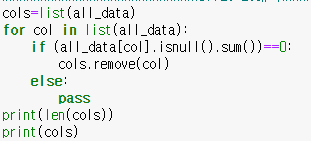 cols=list(all_data)
for col in list(all_data):
    if (all_data[col].isnull().sum())==0:
        cols.remove(col)
    else:
        pass
print(len(cols))
print(cols)